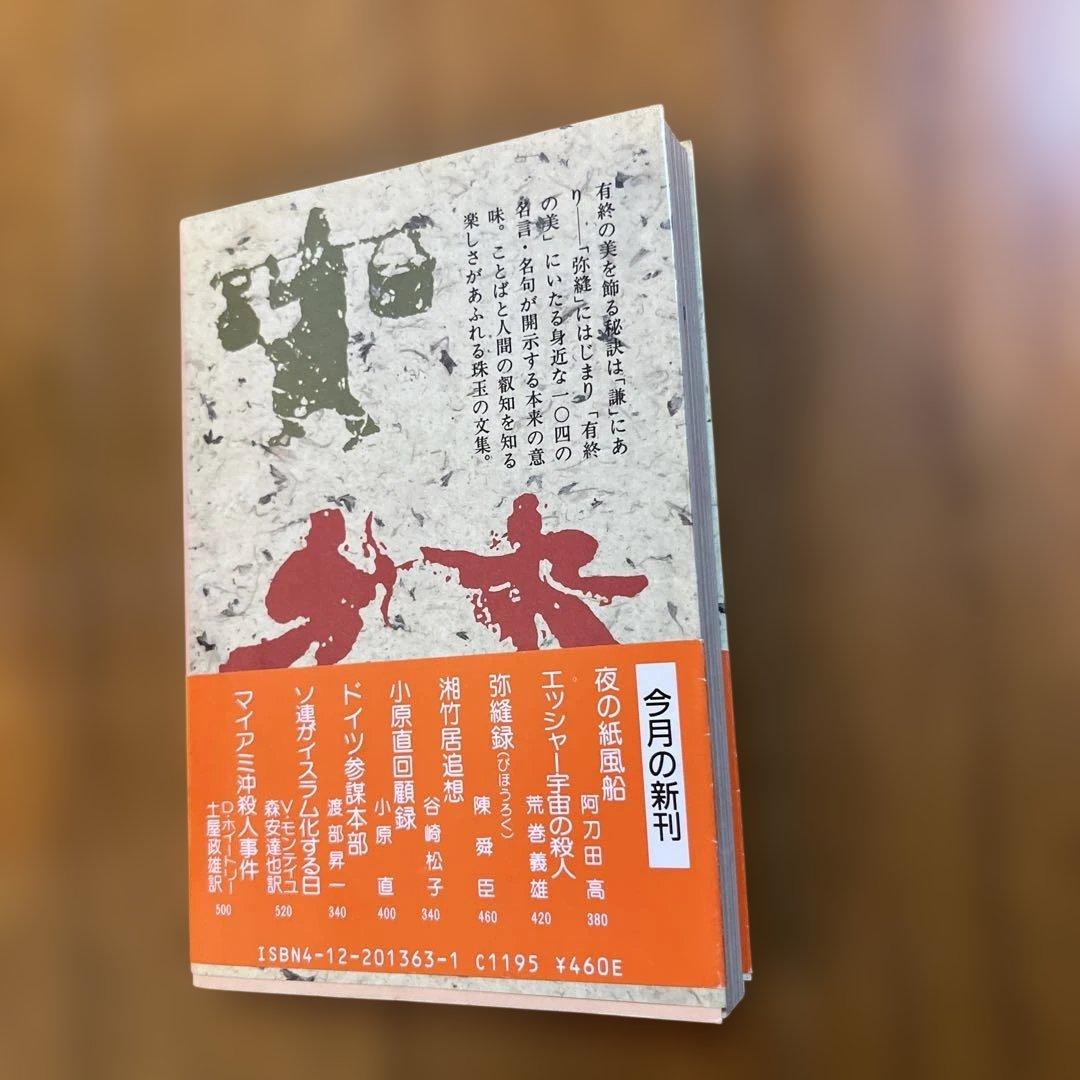 有終の美を飾る秘訣は「謙」にあ
り──「弥縫」にはじまり「有終
の美」にいたる身近な一〇四の
名言・名句が開示する本来の意
味。ことばと人間の叡知を知る
楽しさがあふれる珠玉の文集。
今月の新刊
夜の紙風船
阿刀田 高
380
エッシャー宇宙の殺人
荒巻義雄
420
弥縫録(びほうろく)
陳舜臣
460
湘竹居追想
谷崎松子
340
小原直回顧録
小原 直
400
ドイツ参謀本部
渡部昇一
340
ソ連がイスラム化する日
V・モンテイユ
森安達也訳
520
マイアミ沖殺人事件
D・ホイートリー
土屋政雄訳
500
ISBN4-12-201363-1 C1195 ¥460E